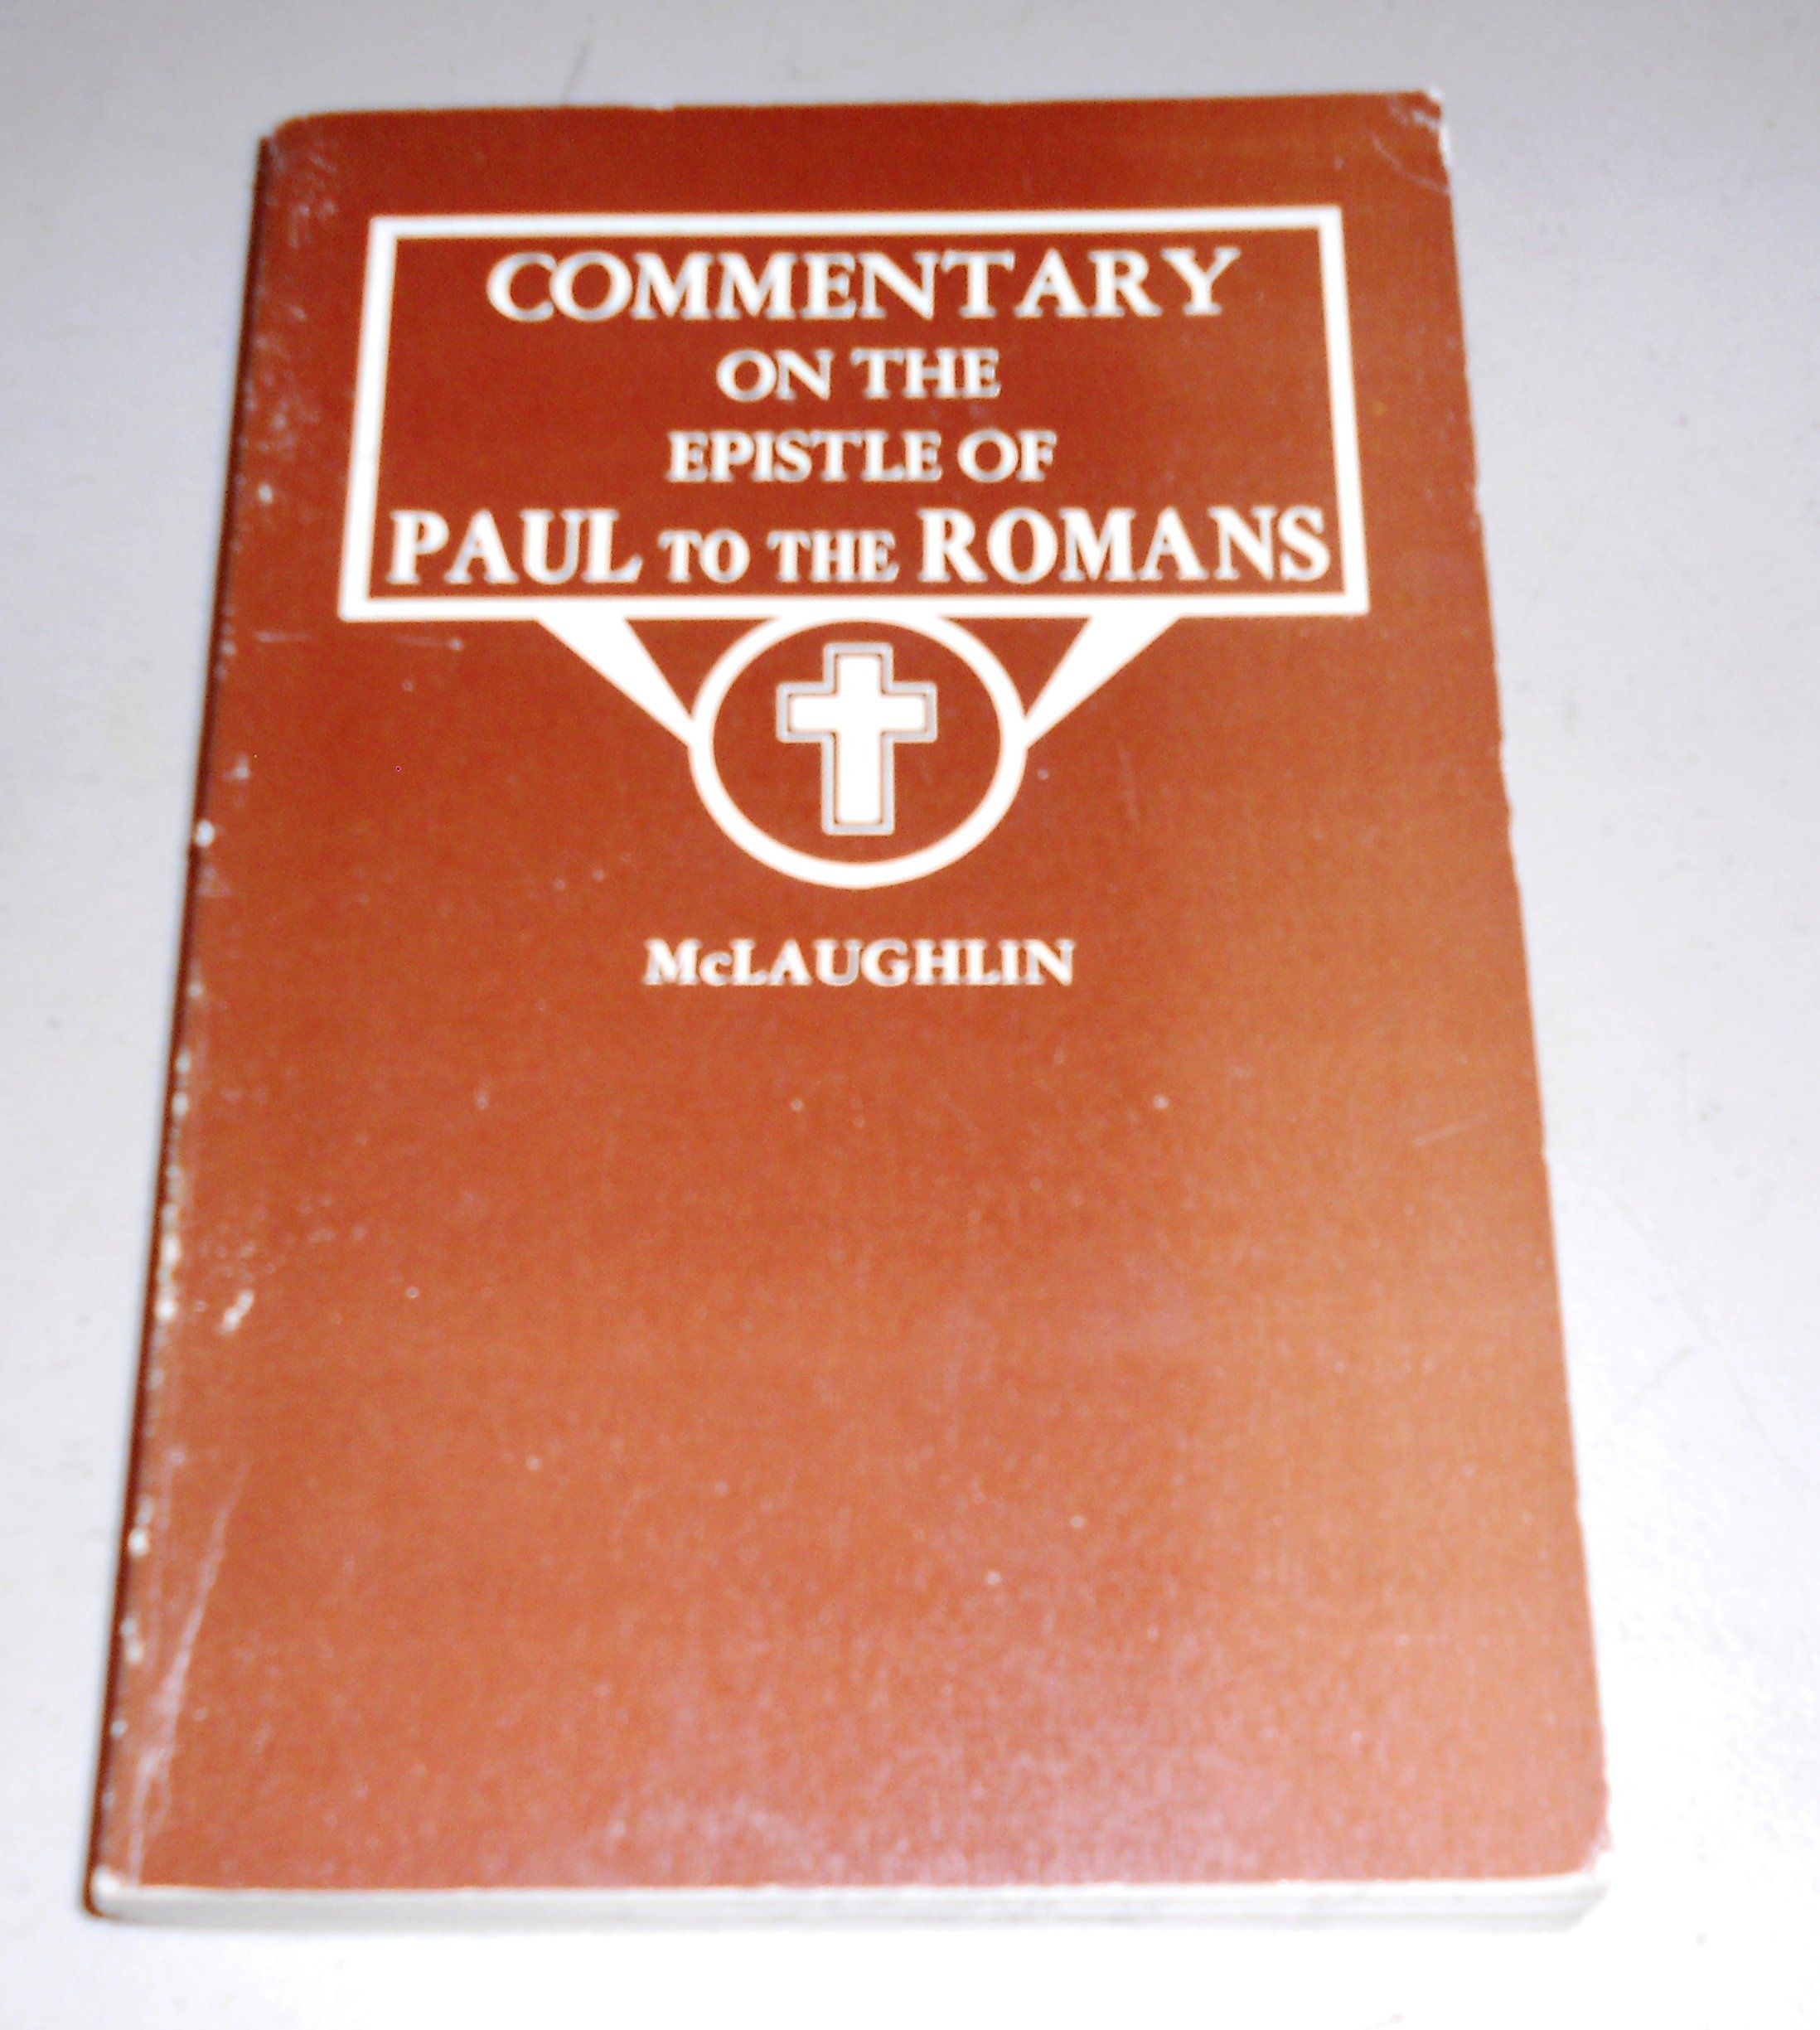 COMMENTARY
ON THE
EPISTLE OF
PAUL TO THE ROMANS
McLAUGHLIN